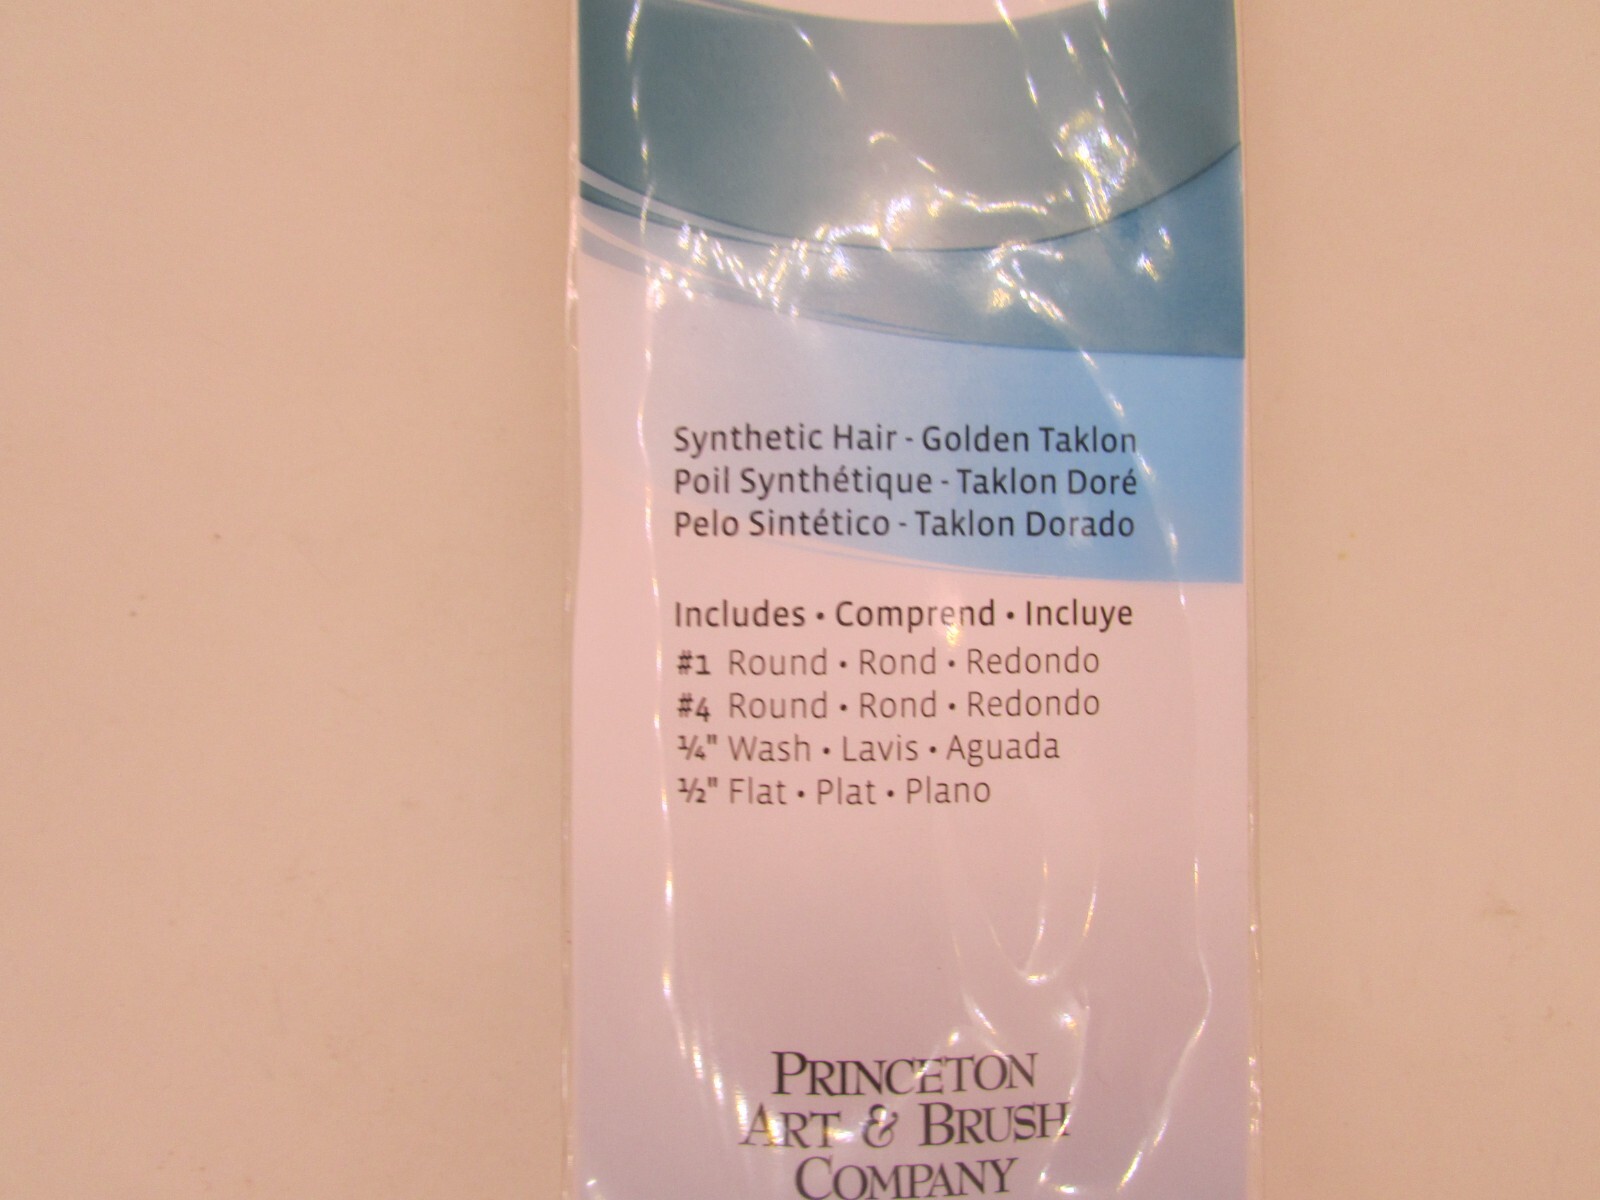 Synthetic Hair - Golden Taklon
Poil Synthétique - Taklon Doré
Pelo Sintético - Taklon Dorado
Includes • Comprend • Incluye
#1 Round • Rond • Redondo
#4 Round • Rond • Redondo
¼" Wash • Lavis • Aguada
½" Flat • Plat • Plano
PRINCETON
ART & BRUSH
COMPANY